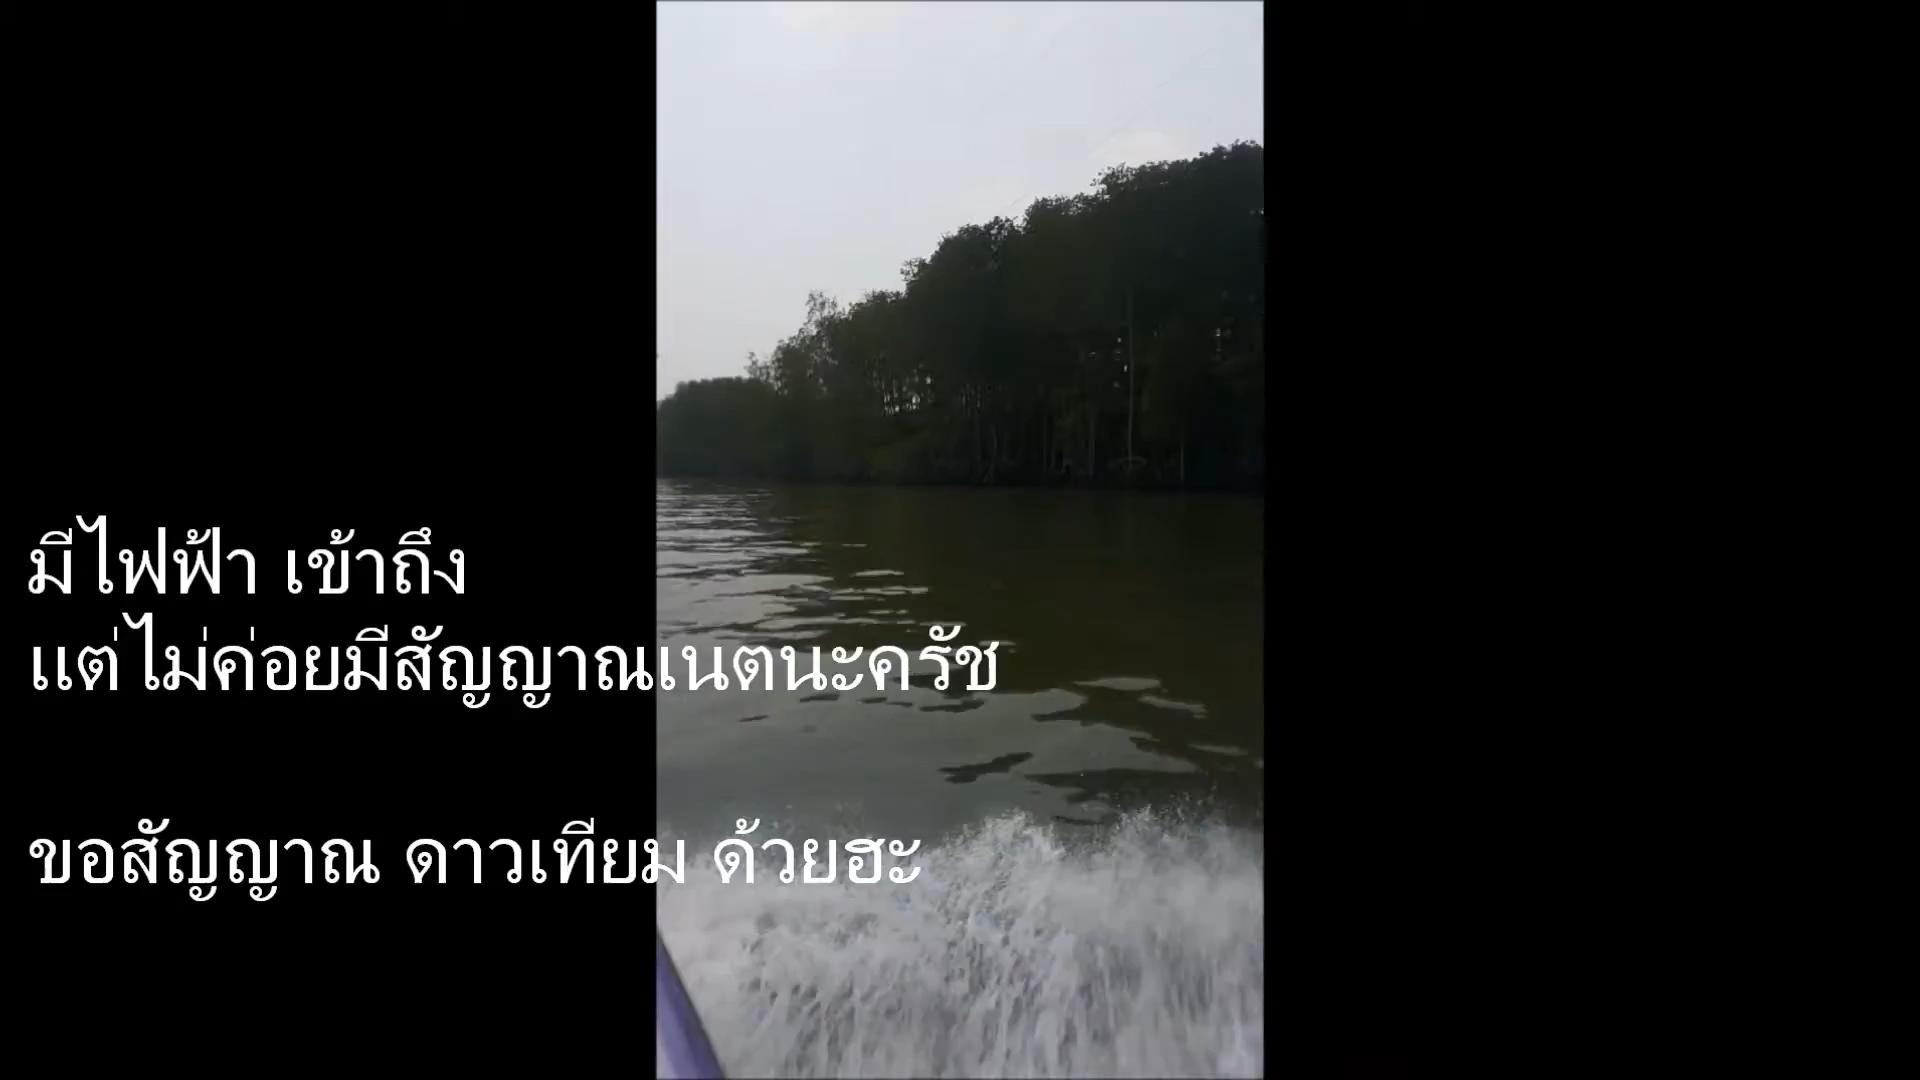 มีไฟฟ้า เข้าถึง
แต่ไม่ค่อยมีสัญญาณเนตนะครัช
ขอสัญญาณ ดาวเทียม ด้วยฮะ